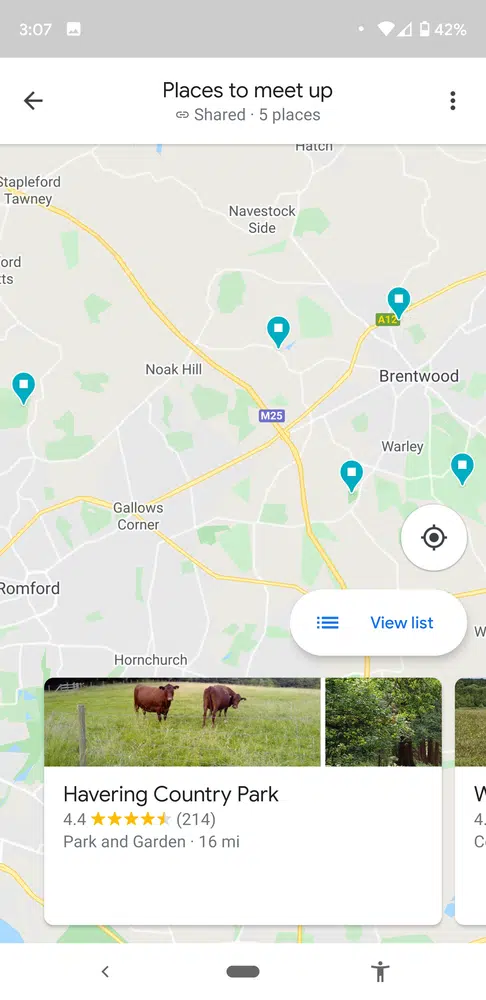 3:07
42%
Places to meet up
Shared · 5 places
Hatch
Stapleford
Tawney
Navestock
Side
ord
tts
A12
Noak Hill
Brentwood
M25
Warley
Gallows
Corner
Romford
View list
W
Hornchurch
Havering Country Park
W
4.4 (214)
4.
Park and Garden · 16 mi
C